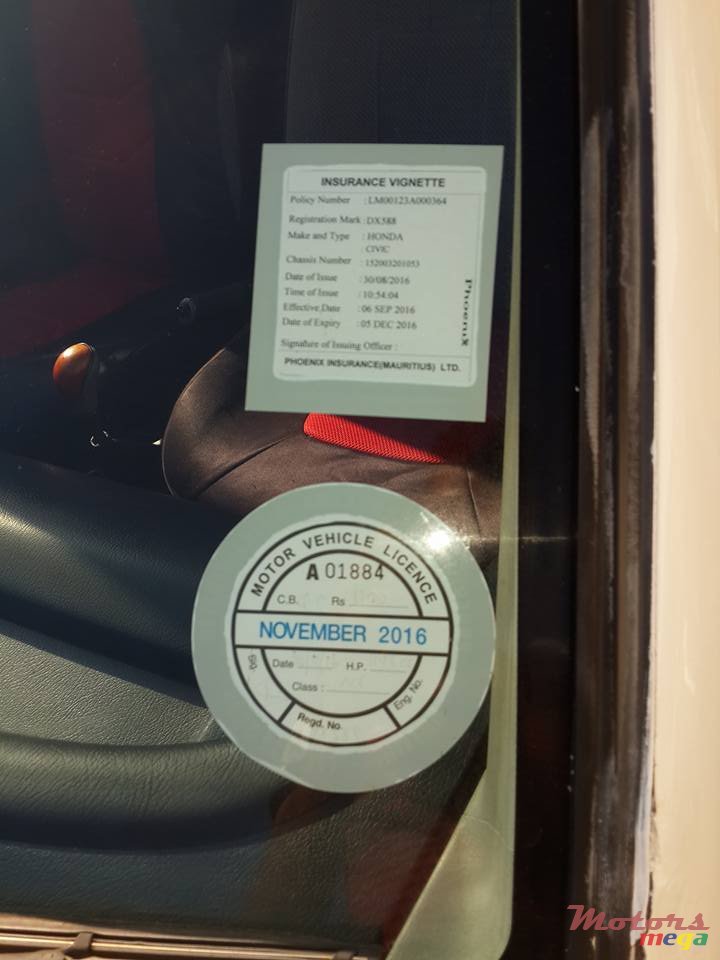 INSURANCE VIGNETTE
Policy Number : LM00123A000364
Registration Mark : DX588
Make and Type : HONDA
: CIVIC
Chassis Number : 152003201053
Date of Issue : 30/08/2016
Time of Issue : 10:54:04
Effective Date : 06 SEP 2016
Date of Expiry : 05 DEC 2016
Signature of Issuing Officer :
PHOENIX INSURANCE(MAURITIUS) LTD.
Phoenix
MOTOR VEHICLE LICENCE
A 01884
C.B. Rs
NOVEMBER 2016
Date H.P.
Class :
Eng. No.
Regd. No.
Motors
mega